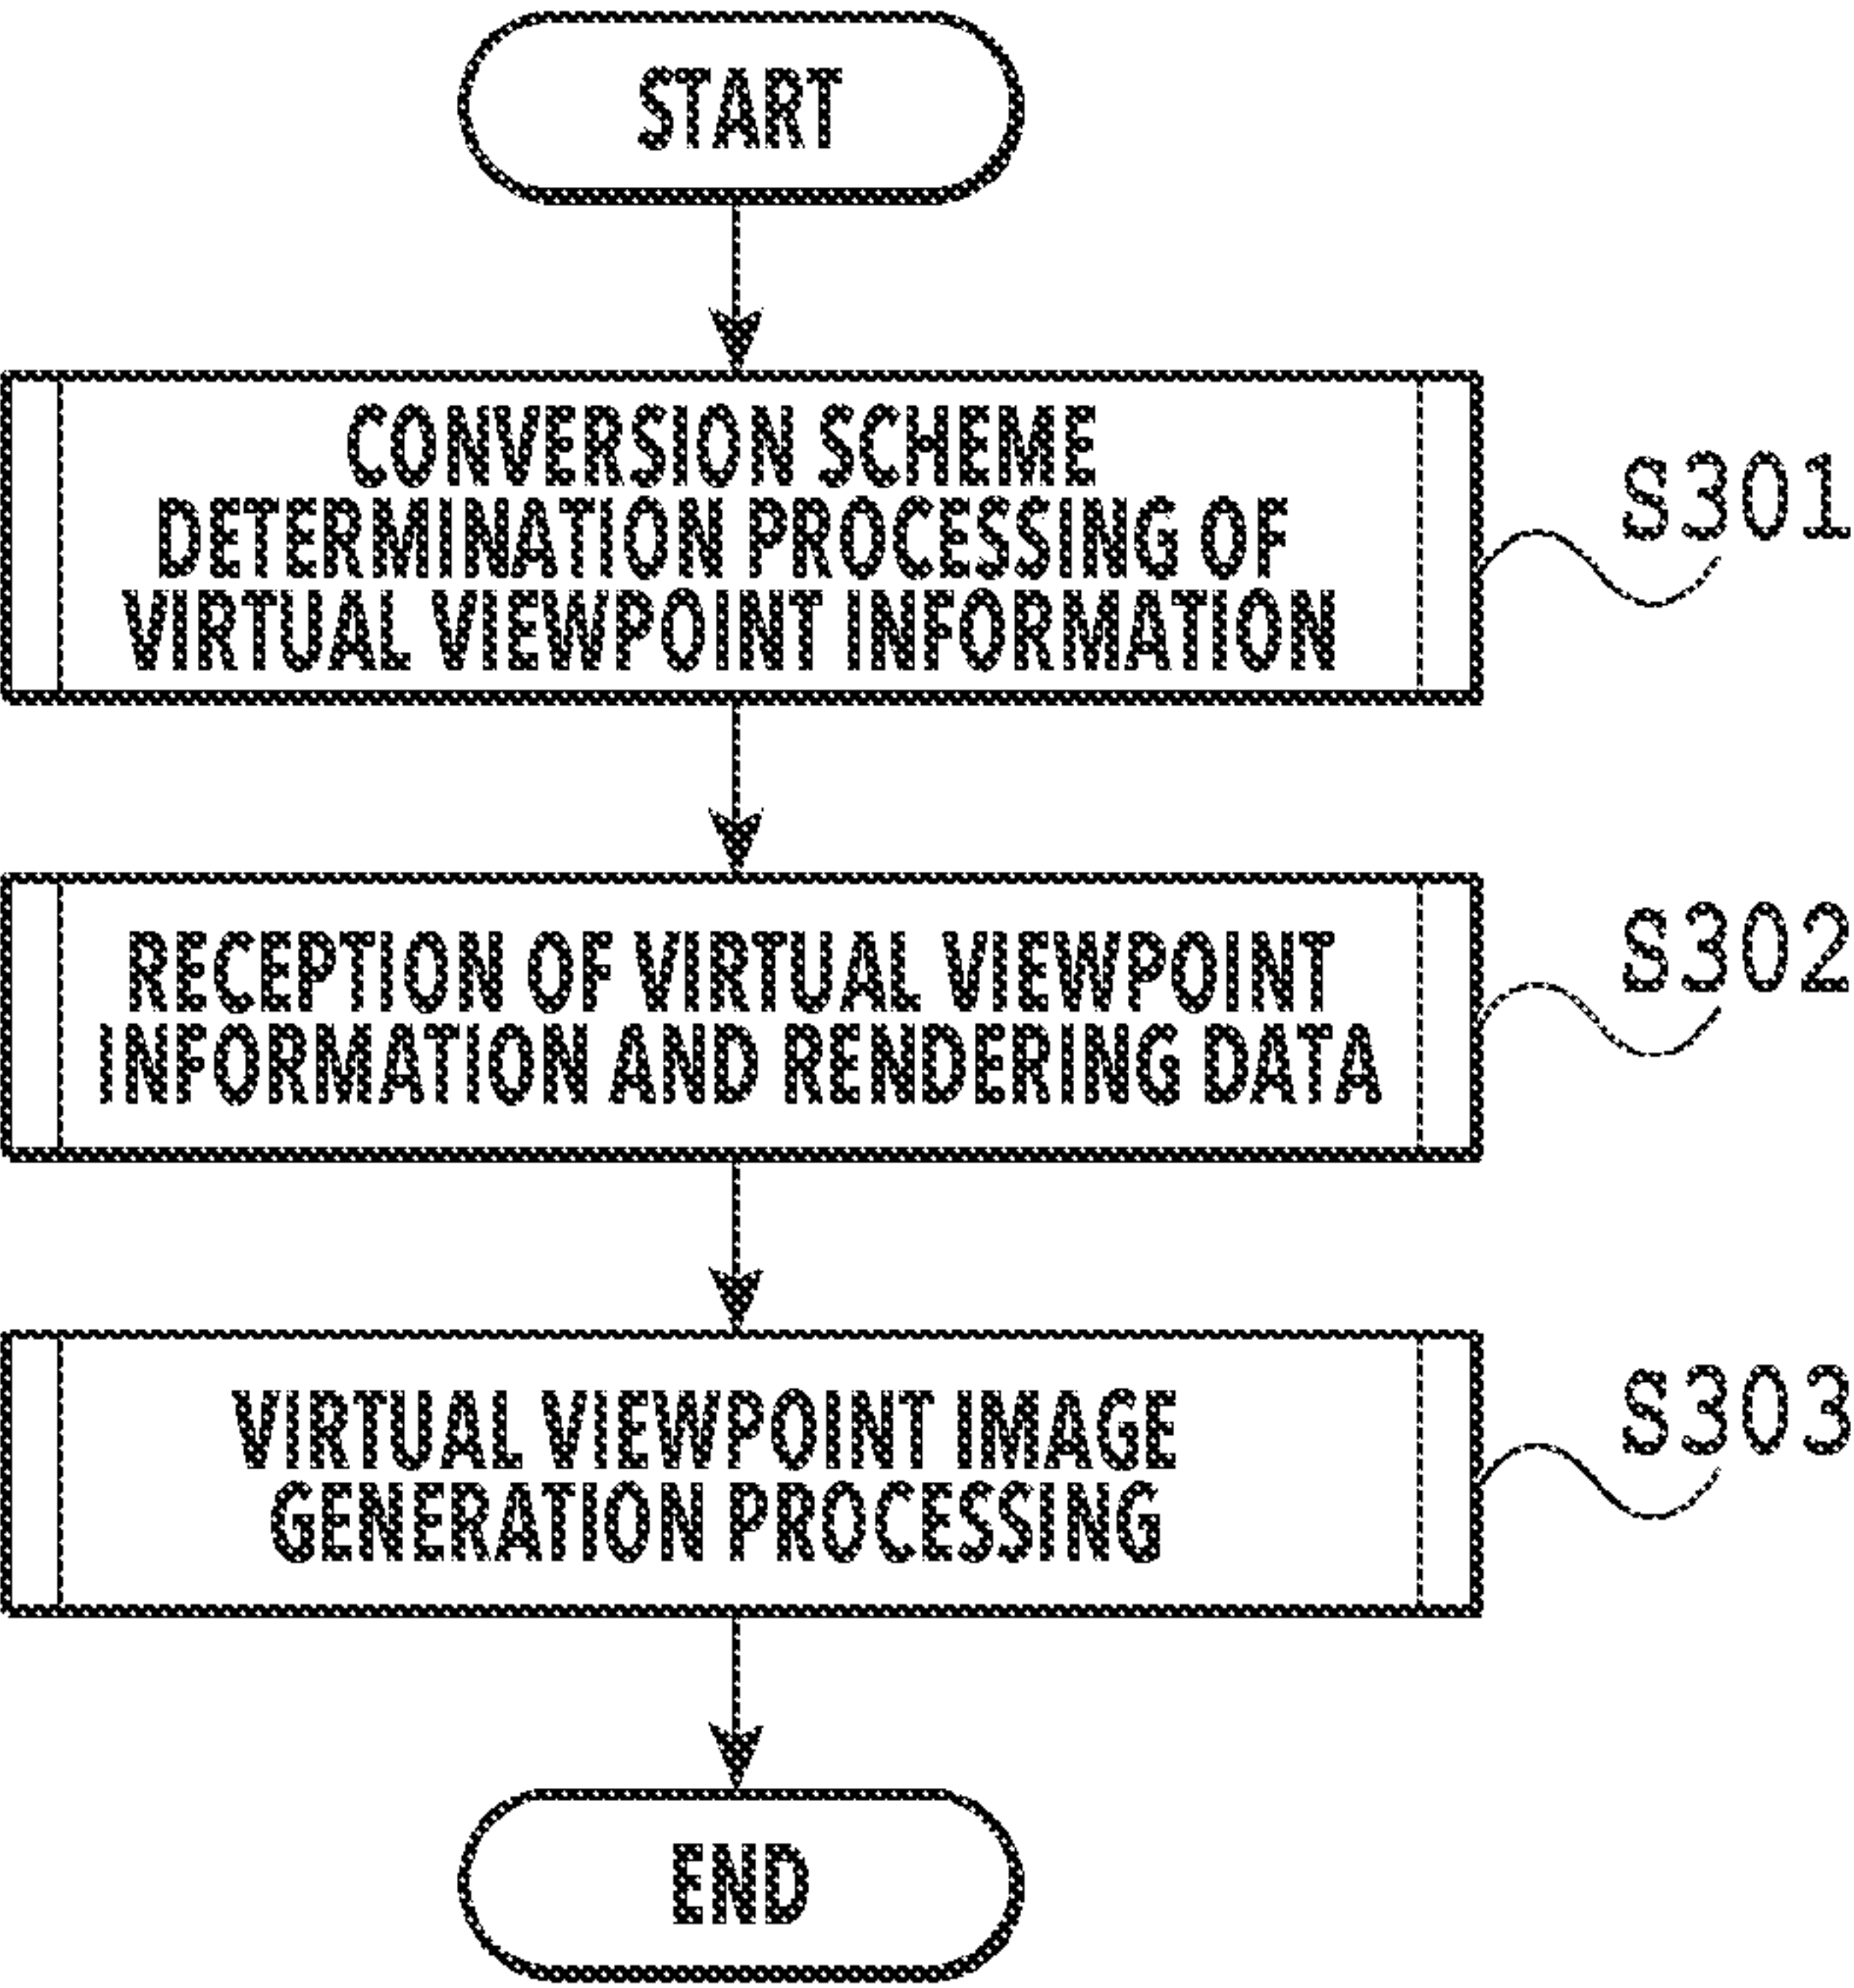 START
CONVERSION SCHEME
DETERMINATION PROCESSING OF
VIRTUAL VIEWPOINT INFORMATION
S301
RECEPTION OF VIRTUAL VIEWPOINT
INFORMATION AND RENDERING DATA
S302
VIRTUAL VIEWPOINT IMAGE
GENERATION PROCESSING
S303
END